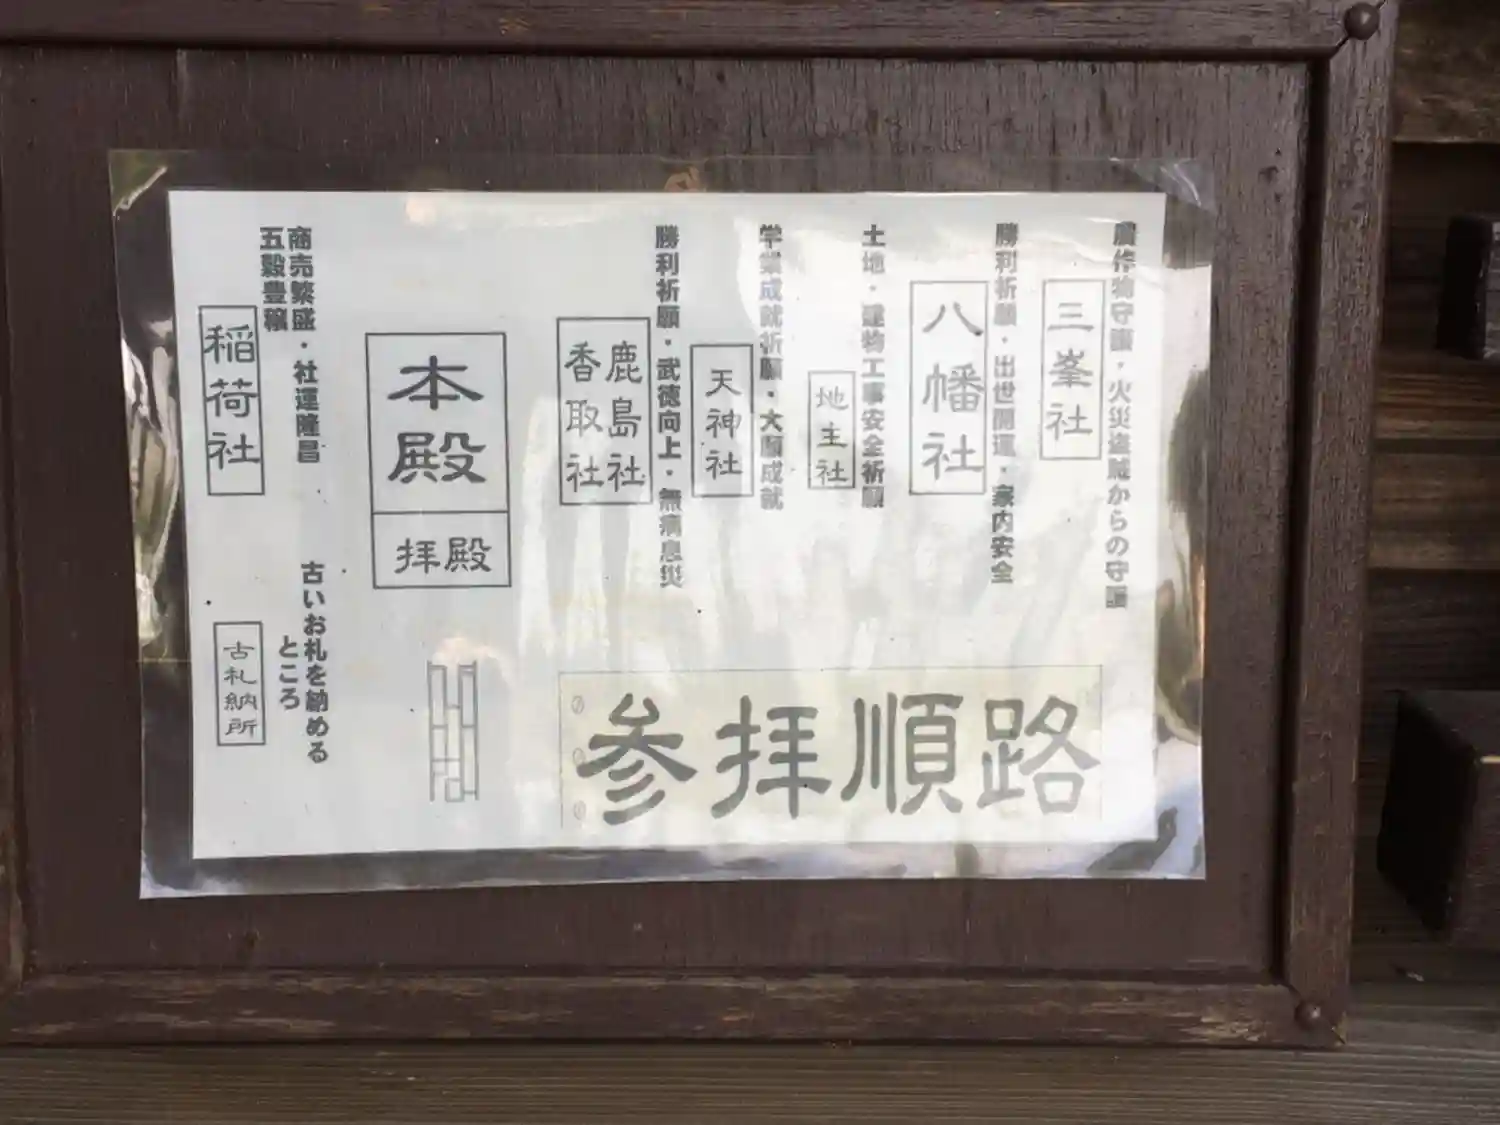 農作物守護・火災盗賊からの守護
三峯社
勝利祈願・出世開運・家内安全
八幡社
土地・建物工事安全祈願
地主社
学業成就祈願・大願成就
天神社
勝利祈願・武徳向上・無病息災
鹿島社
香取社
本殿
拝殿
商売繁盛・社運隆昌
五穀豊穣
稲荷社
古いお札を納める
ところ
古札納所
参拝順路